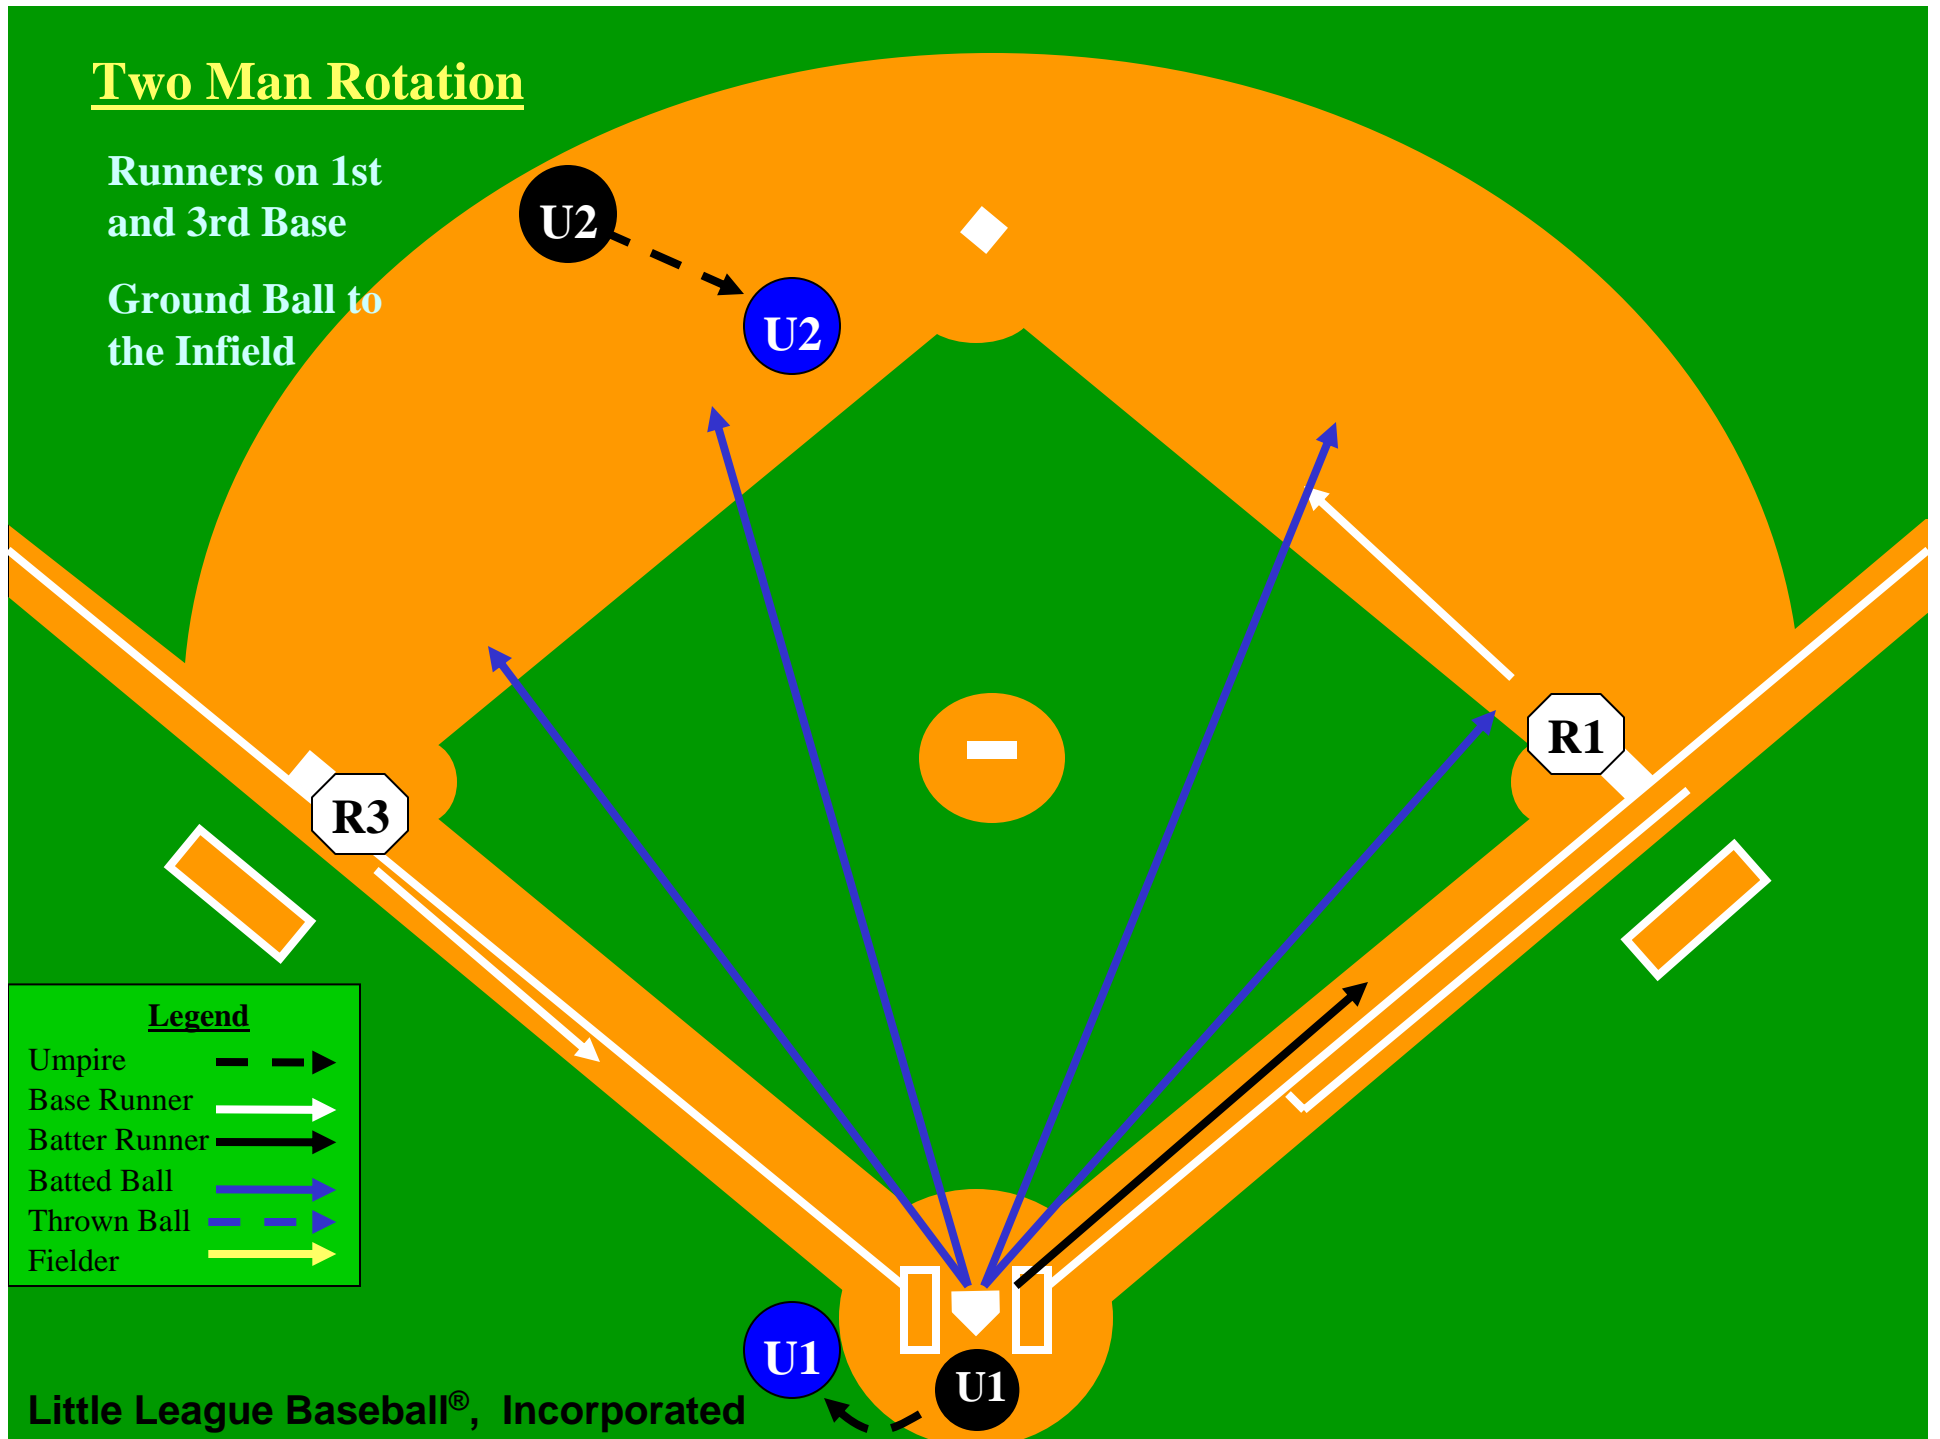 Two Man Rotation
Runners on 1st
and 3rd Base
Ground Ball to
the Infield
U2
U2
R1
R3
Legend
Umpire
Base Runner
Batter Runner
Batted Ball
Thrown Ball
Fielder
U1
U1
Little League Baseball®, Incorporated